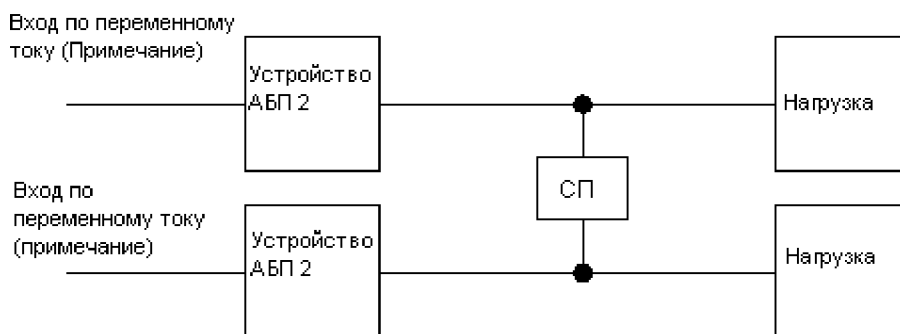 Вход по переменному
току (Примечание)
Устройство
АБП 2
Нагрузка
СП
Вход по
переменному току
(примечание)
Устройство
АБП 2
Нагрузка